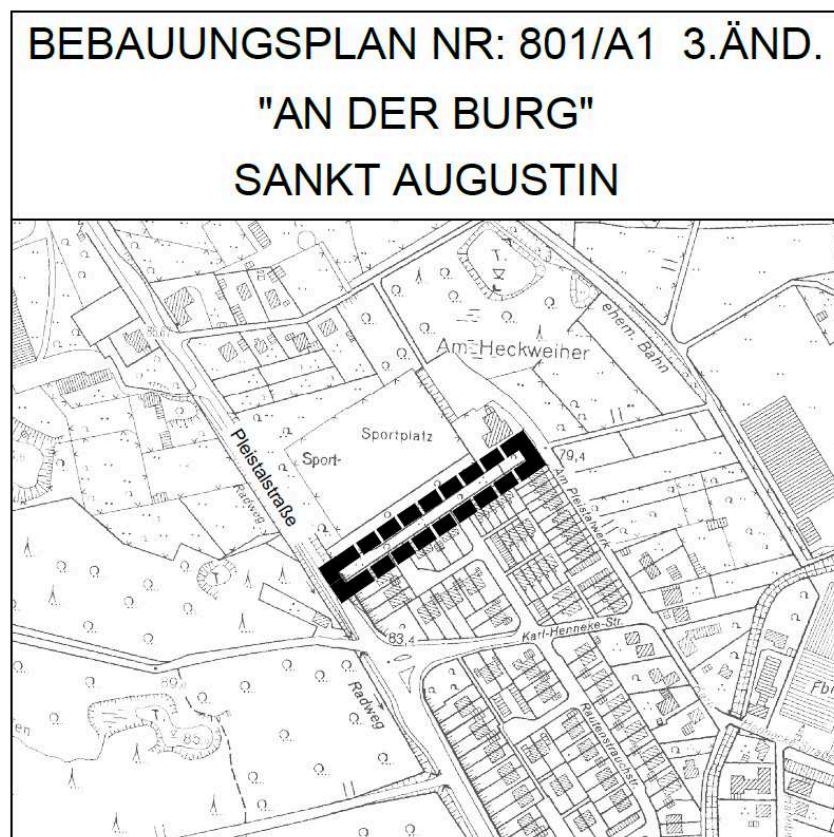 BEBAUUNGSPLAN NR: 801/A1 3.ÄND.
"AN DER BURG"
SANKT AUGUSTIN
ehem. Bahn
Am-Heckweiher
Sportplatz
Sport-
Pleistalstraße
Radweg
79,4
Am Pleistalwerk
Karl-Henneke-Str.
83,4
Radweg
Rautenstrauchstr.